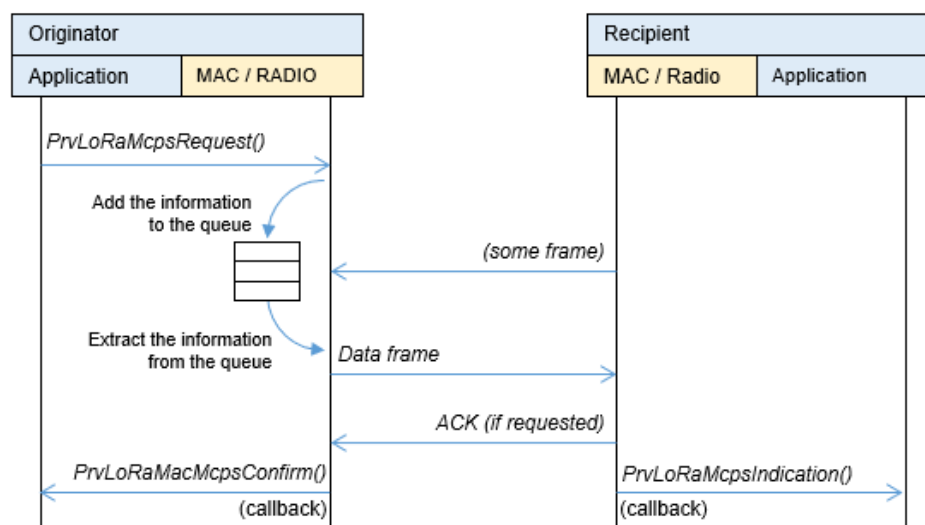 Originator
Recipient
Application
MAC / RADIO
MAC / Radio
Application
PrvLoRaMcpsRequest()
Add the information
to the queue
(some frame)
Extract the information
from the queue
Data frame
ACK (if requested)
PrvLoRaMacMcpsConfirm()
PrvLoRaMcpsIndication()
(callback)
(callback)